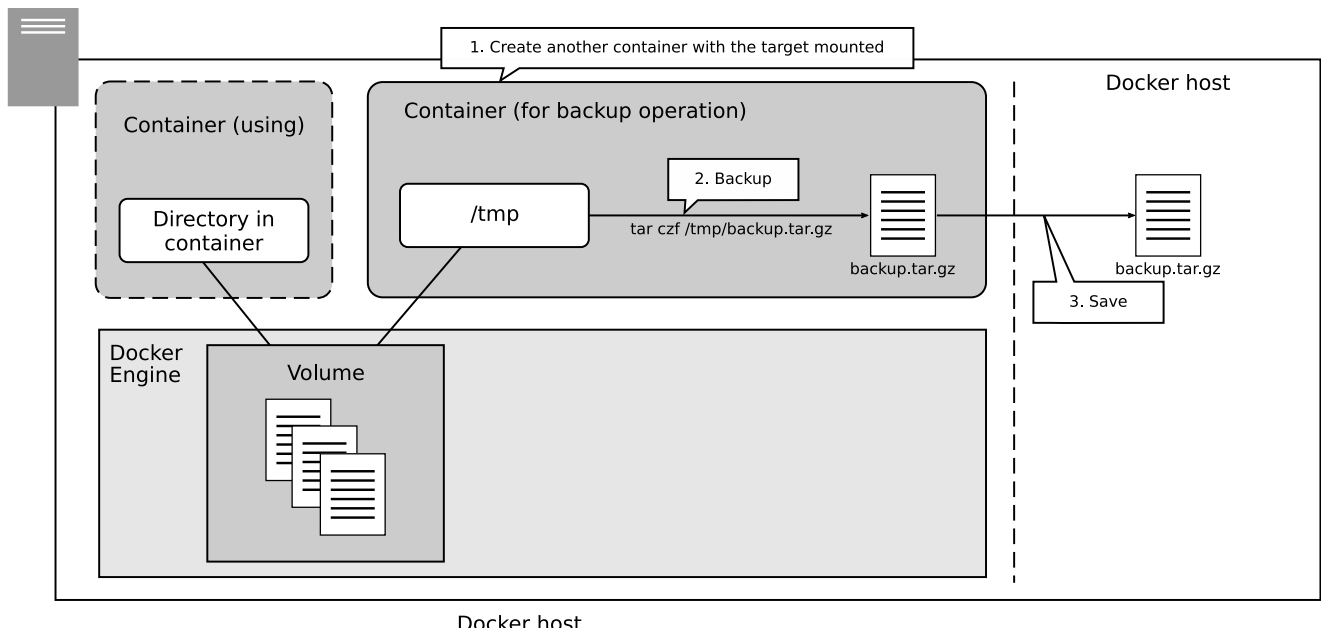 1. Create another container with the target mounted
Docker host
Container (using)
Container (for backup operation)
2. Backup
Directory in
container
/tmp
tar czf /tmp/backup.tar.gz
backup.tar.gz
backup.tar.gz
3. Save
Docker
Engine
Volume
Docker host